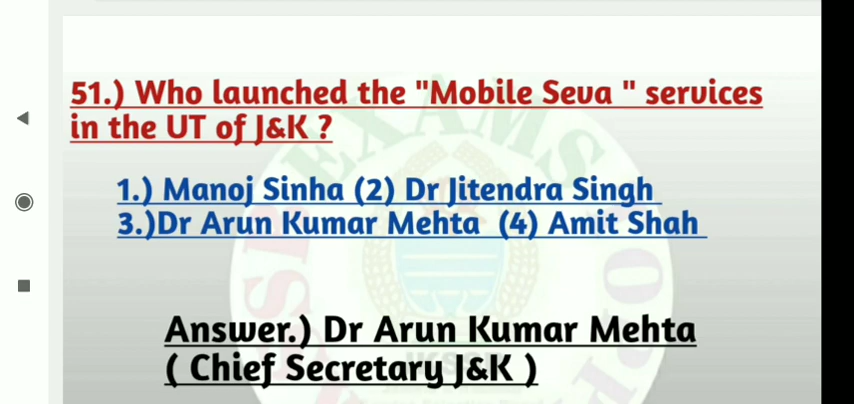 51.) Who launched the "Mobile Seva " services
in the UT of J&K ?
1.) Manoj Sinha (2) Dr Jitendra Singh
3.)Dr Arun Kumar Mehta (4) Amit Shah
Answer.) Dr Arun Kumar Mehta
( Chief Secretary J&K )
EXAMS